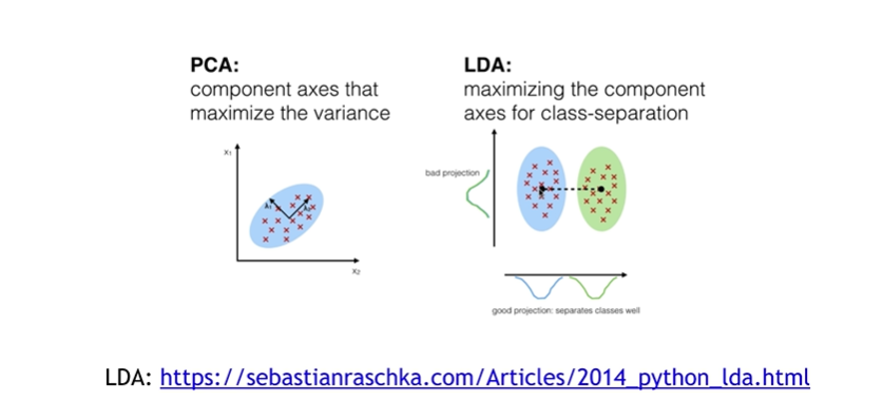 PCA:
component axes that
maximize the variance
LDA:
maximizing the component
axes for class-separation
x₁
x₂
bad projection
good projection: separates classes well
LDA: https://sebastianraschka.com/Articles/2014_python_lda.html